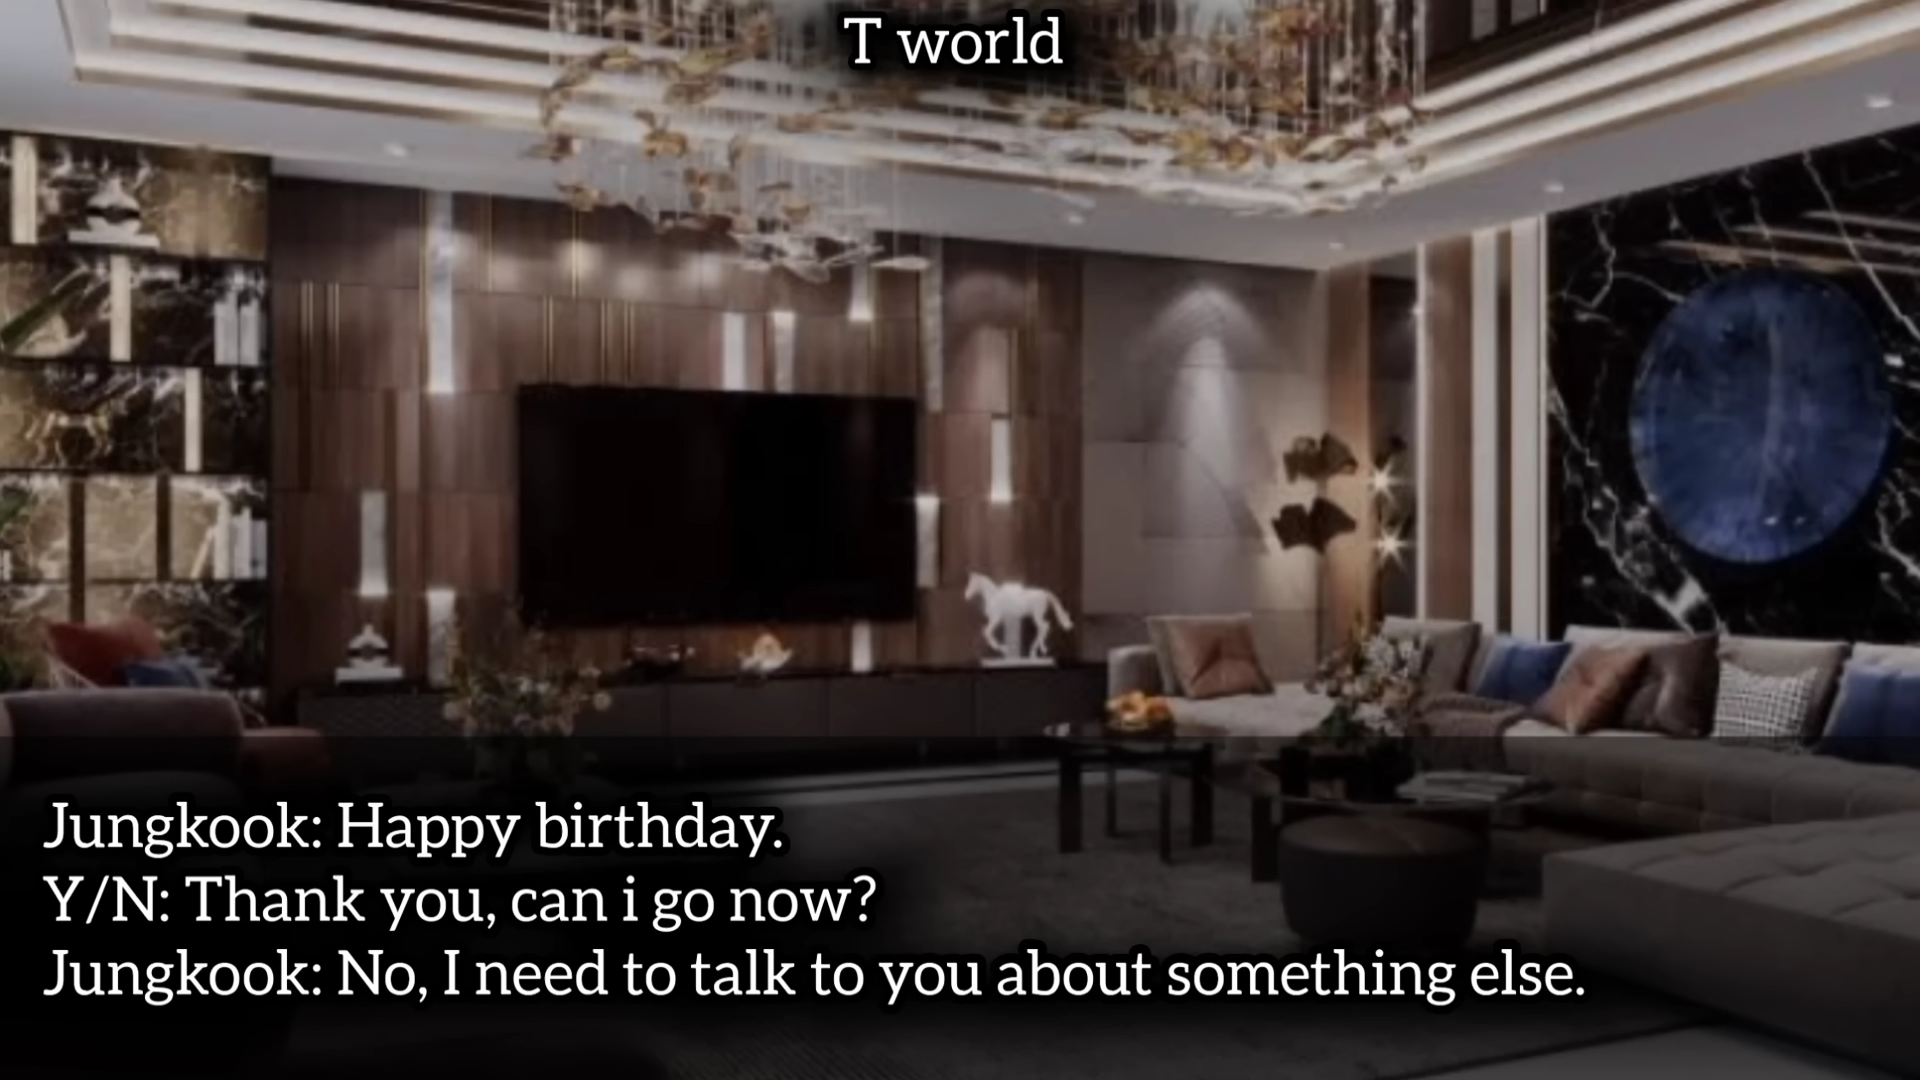 T world
Jungkook: Happy birthday.
Y/N: Thank you, can i go now?
Jungkook: No, I need to talk to you about something else.